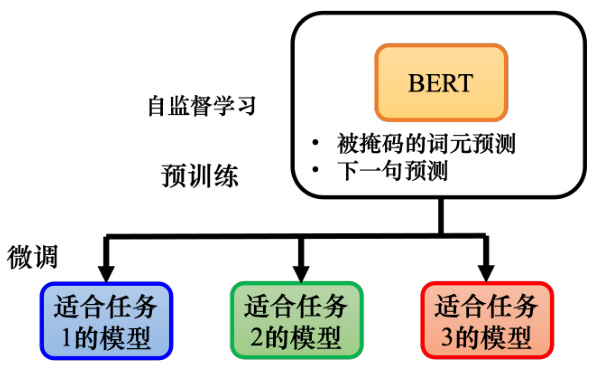 BERT
自监督学习
• 被掩码的词元预测
• 下一句预测
预训练
微调
适合任务
1的模型
适合任务
2的模型
适合任务
3的模型